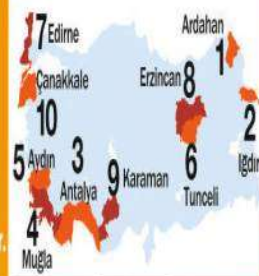 Ardahan
1
7 Edirne
Erzincan
8
Çanakkale
10
2
Iğdır
5 Aydın
3
Antalya
9 Karaman
6
Tunceli
4
Muğla
r.